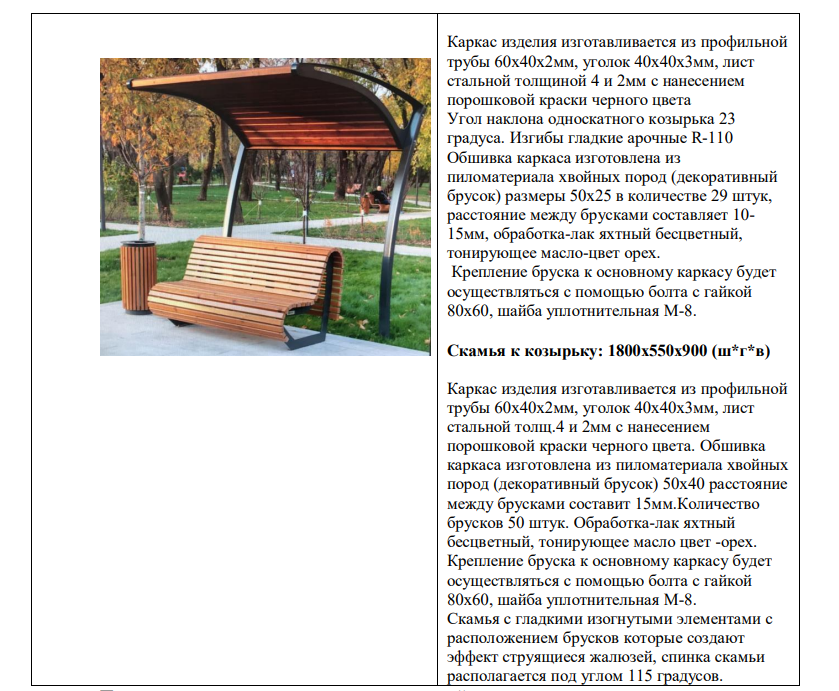 Каркас изделия изготавливается из профильной
трубы 60х40х2мм, уголок 40х40х3мм, лист
стальной толщиной 4 и 2мм с нанесением
порошковой краски черного цвета
Угол наклона односкатного козырька 23
градуса. Изгибы гладкие арочные R-110
Обшивка каркаса изготовлена из
пиломатериала хвойных пород (декоративный
брусок) размеры 50х25 в количестве 29 штук,
расстояние между брусками составляет 10-
15мм, обработка-лак яхтный бесцветный,
тонирующее масло-цвет орех.
Крепление бруска к основному каркасу будет
осуществляться с помощью болта с гайкой
80х60, шайба уплотнительная М-8.
Скамья к козырьку: 1800х550х900 (ш*г*в)
Каркас изделия изготавливается из профильной
трубы 60х40х2мм, уголок 40х40х3мм, лист
стальной толщ.4 и 2мм с нанесением
порошковой краски черного цвета. Обшивка
каркаса изготовлена из пиломатериала хвойных
пород (декоративный брусок) 50х40 расстояние
между брусками составит 15мм.Количество
брусков 50 штук. Обработка-лак яхтный
бесцветный, тонирующее масло цвет -орех.
Крепление бруска к основному каркасу будет
осуществляться с помощью болта с гайкой
80х60, шайба уплотнительная М-8.
Скамья с гладкими изогнутыми элементами с
расположением брусков которые создают
эффект струящиеся жалюзей, спинка скамьи
располагается под углом 115 градусов.